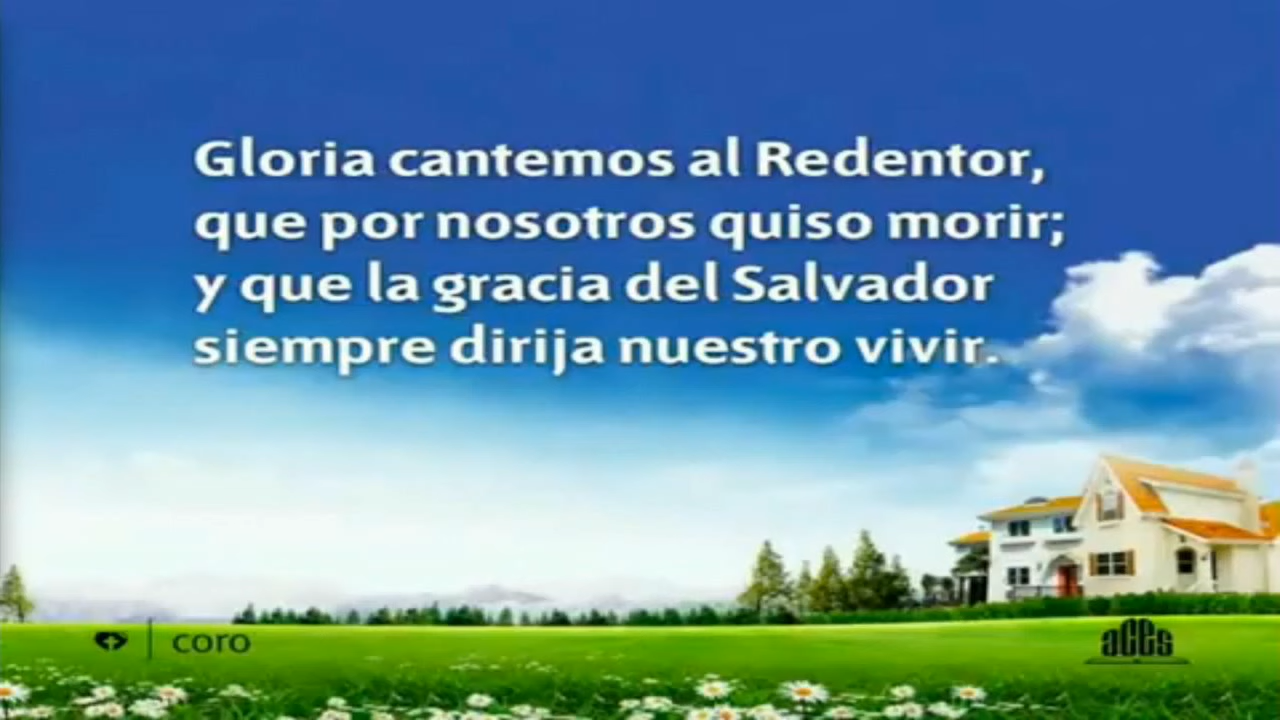 Gloria cantemos al Redentor,
que por nosotros quiso morir;
y que la gracia del Salvador
siempre dirija nuestro vivir.
coro
aces